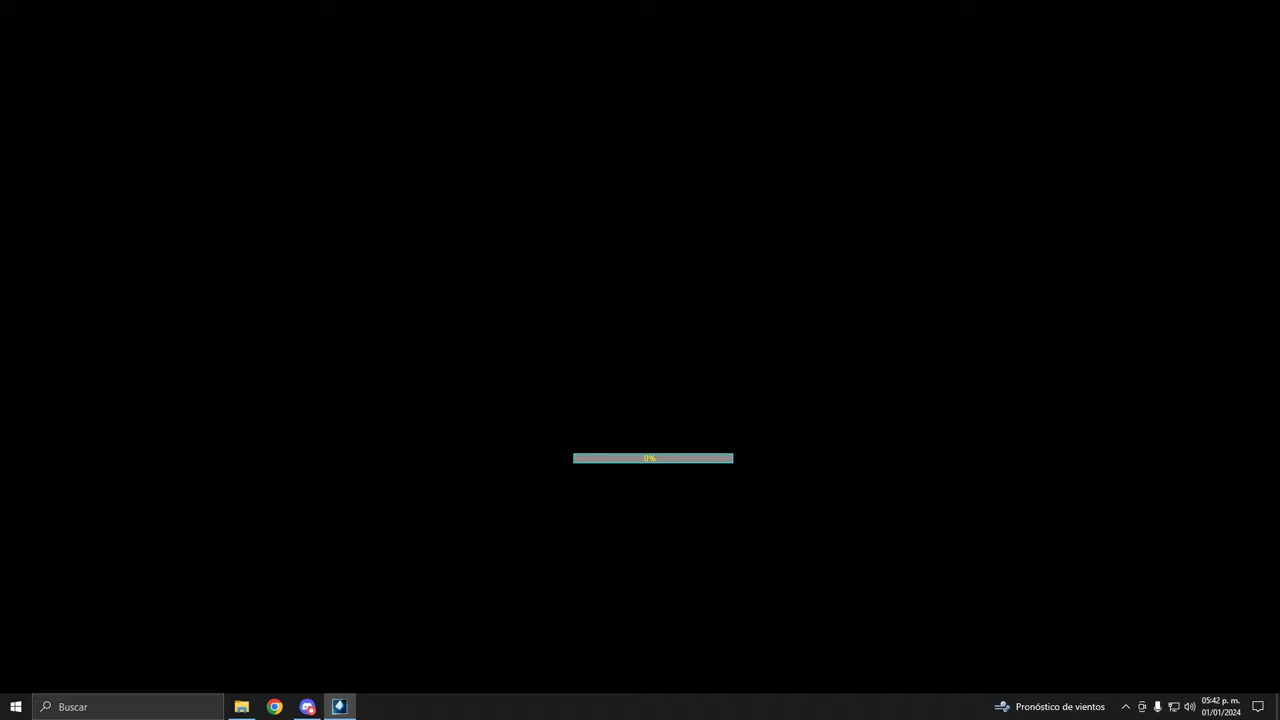 0%
Buscar
Pronóstico de vientos
05:42 p. m.
01/01/2024